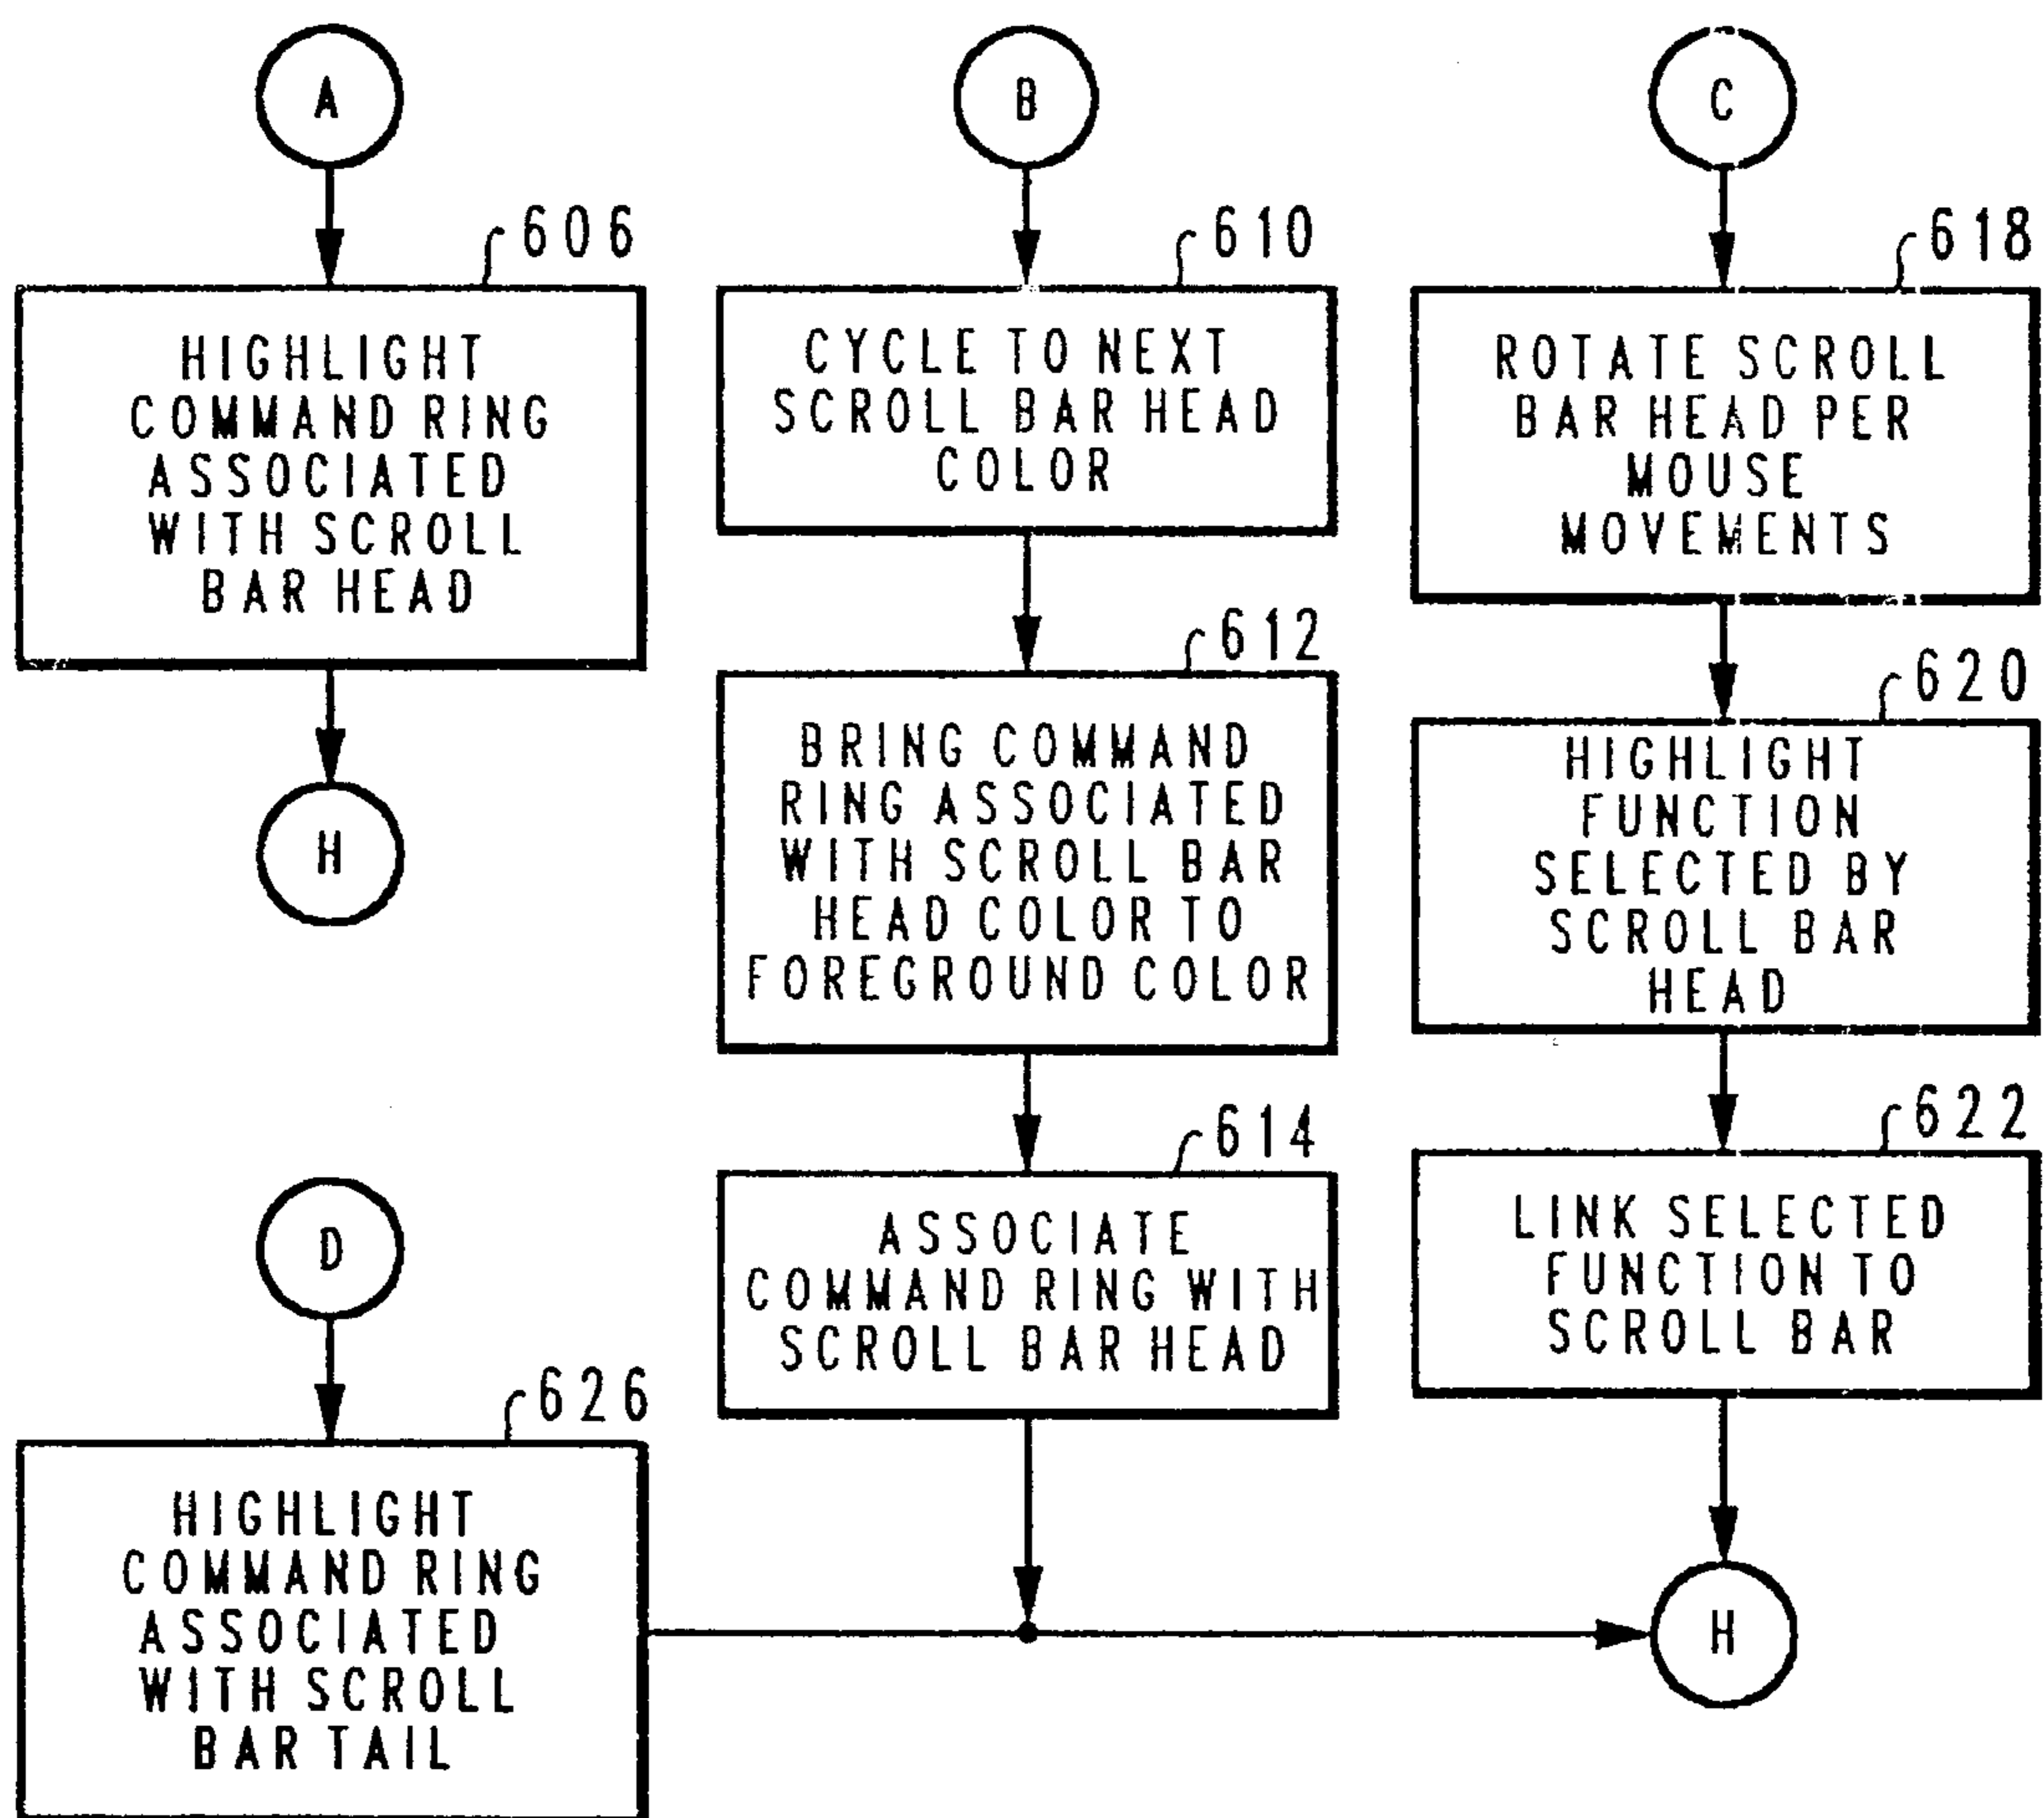 A
606
HIGHLIGHT
COMMAND RING
ASSOCIATED
WITH SCROLL
BAR HEAD
H
B
610
CYCLE TO NEXT
SCROLL BAR HEAD
COLOR
612
BRING COMMAND
RING ASSOCIATED
WITH SCROLL BAR
HEAD COLOR TO
FOREGROUND COLOR
614
ASSOCIATE
COMMAND RING WITH
SCROLL BAR HEAD
C
618
ROTATE SCROLL
BAR HEAD PER
MOUSE
MOVEMENTS
620
HIGHLIGHT
FUNCTION
SELECTED BY
SCROLL BAR
HEAD
622
LINK SELECTED
FUNCTION TO
SCROLL BAR
D
626
HIGHLIGHT
COMMAND RING
ASSOCIATED
WITH SCROLL
BAR TAIL
H